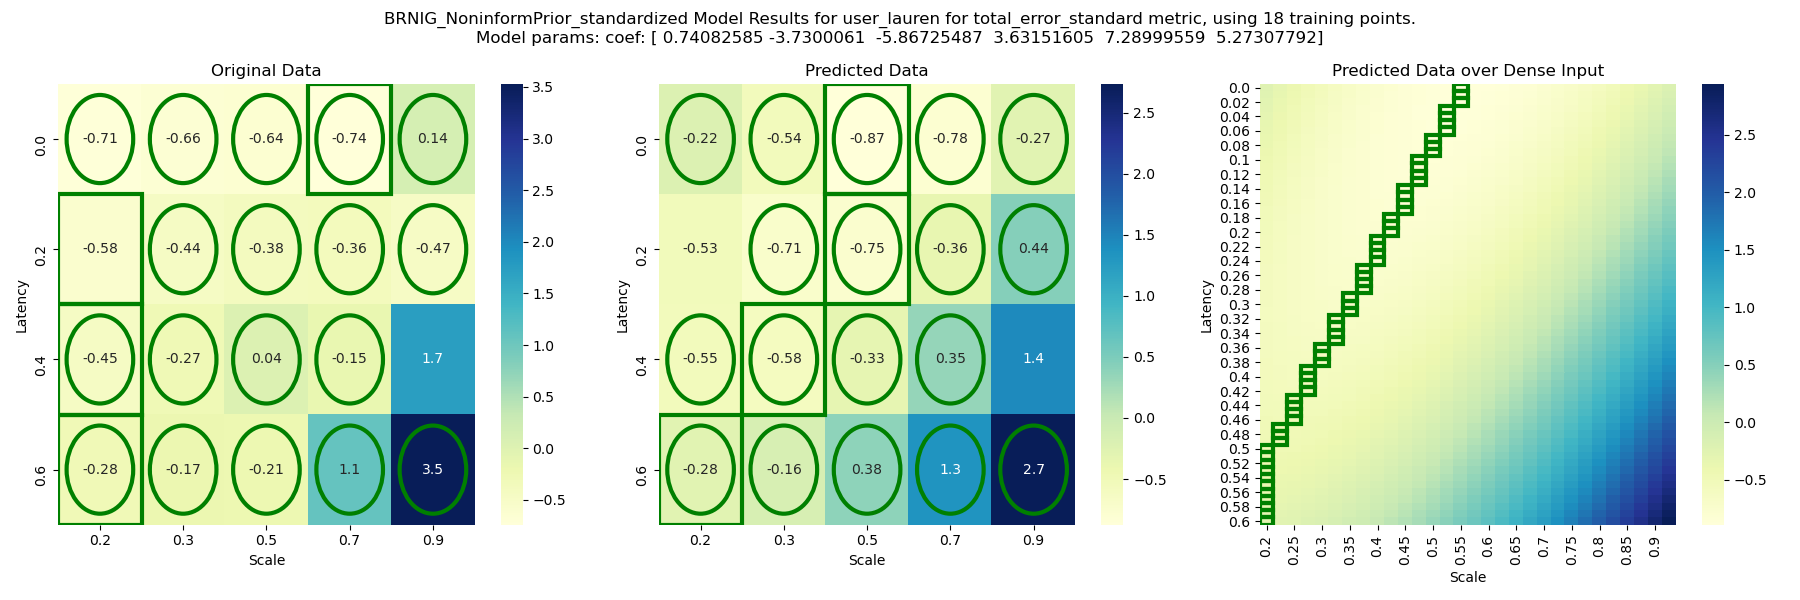 BRNIG_NoninformPrior_standardized Model Results for user_lauren for total_error_standard metric, using 18 training points.
Model params: coef: [ 0.74082585 -3.7300061  -5.86725487  3.63151605  7.28999559  5.27307792]
Original Data
Latency
0.0 -0.71 -0.66 -0.64 -0.74 0.14
0.2 -0.58 -0.44 -0.38 -0.36 -0.47
0.4 -0.45 -0.27 0.04 -0.15 1.7
0.6 -0.28 -0.17 -0.21 1.1 3.5
0.2 0.3 0.5 0.7 0.9
Scale
3.5
3.0
2.5
2.0
1.5
1.0
0.5
0.0
−0.5
Predicted Data
Latency
0.0 -0.22 -0.54 -0.87 -0.78 -0.27
0.2 -0.53 -0.71 -0.75 -0.36 0.44
0.4 -0.55 -0.58 -0.33 0.35 1.4
0.6 -0.28 -0.16 0.38 1.3 2.7
0.2 0.3 0.5 0.7 0.9
Scale
2.5
2.0
1.5
1.0
0.5
0.0
−0.5
Predicted Data over Dense Input
Latency
0.0
0.02
0.04
0.06
0.08
0.1
0.12
0.14
0.16
0.18
0.2
0.22
0.24
0.26
0.28
0.3
0.32
0.34
0.36
0.38
0.4
0.42
0.44
0.46
0.48
0.5
0.52
0.54
0.56
0.58
0.6
0.2 0.25 0.3 0.35 0.4 0.45 0.5 0.55 0.6 0.65 0.7 0.75 0.8 0.85 0.9
Scale
2.5
2.0
1.5
1.0
0.5
0.0
−0.5